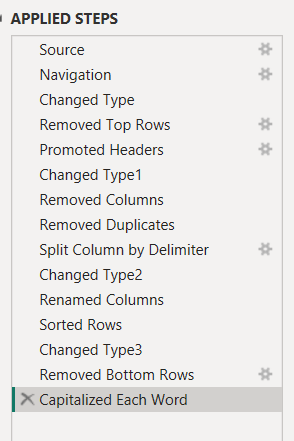 APPLIED STEPS
Source
Navigation
Changed Type
Removed Top Rows
Promoted Headers
Changed Type1
Removed Columns
Removed Duplicates
Split Column by Delimiter
Changed Type2
Renamed Columns
Sorted Rows
Changed Type3
Removed Bottom Rows
Capitalized Each Word